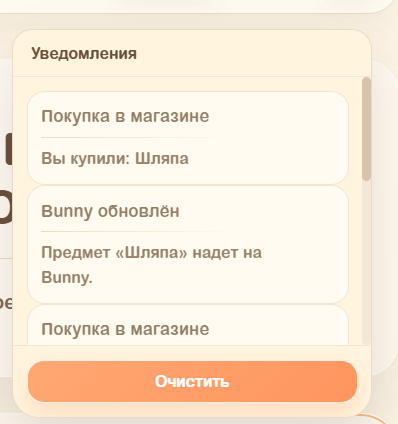 Уведомления
Покупка в магазине
Вы купили: Шляпа
Bunny обновлён
Предмет «Шляпа» надет на
Bunny.
Покупка в магазине
Очистить